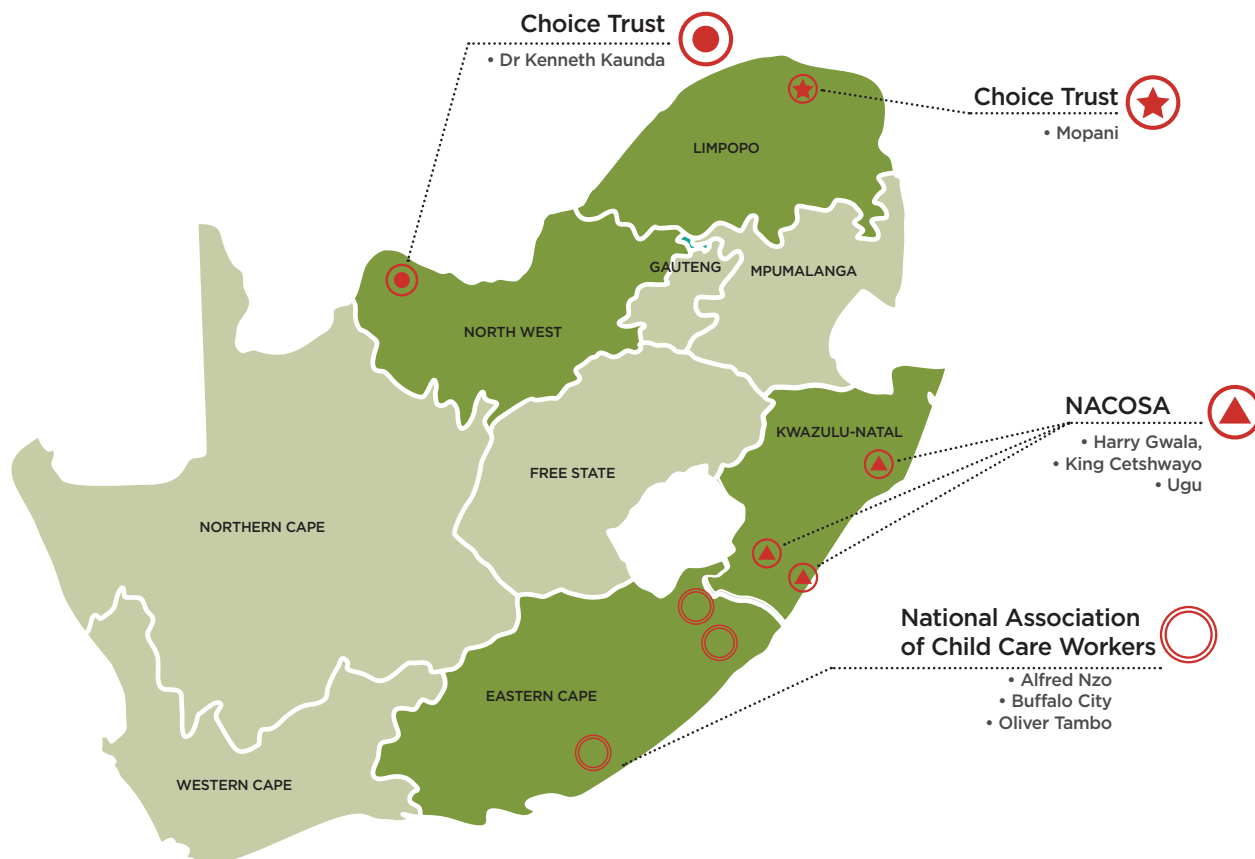 Choice Trust
• Dr Kenneth Kaunda
Choice Trust
• Mopani
LIMPOPO
GAUTENG
MPUMALANGA
NORTH WEST
NACOSA
• Harry Gwala,
• King Cetshwayo
• Ugu
KWAZULU-NATAL
FREE STATE
NORTHERN CAPE
National Association
of Child Care Workers
• Alfred Nzo
• Buffalo City
• Oliver Tambo
EASTERN CAPE
WESTERN CAPE